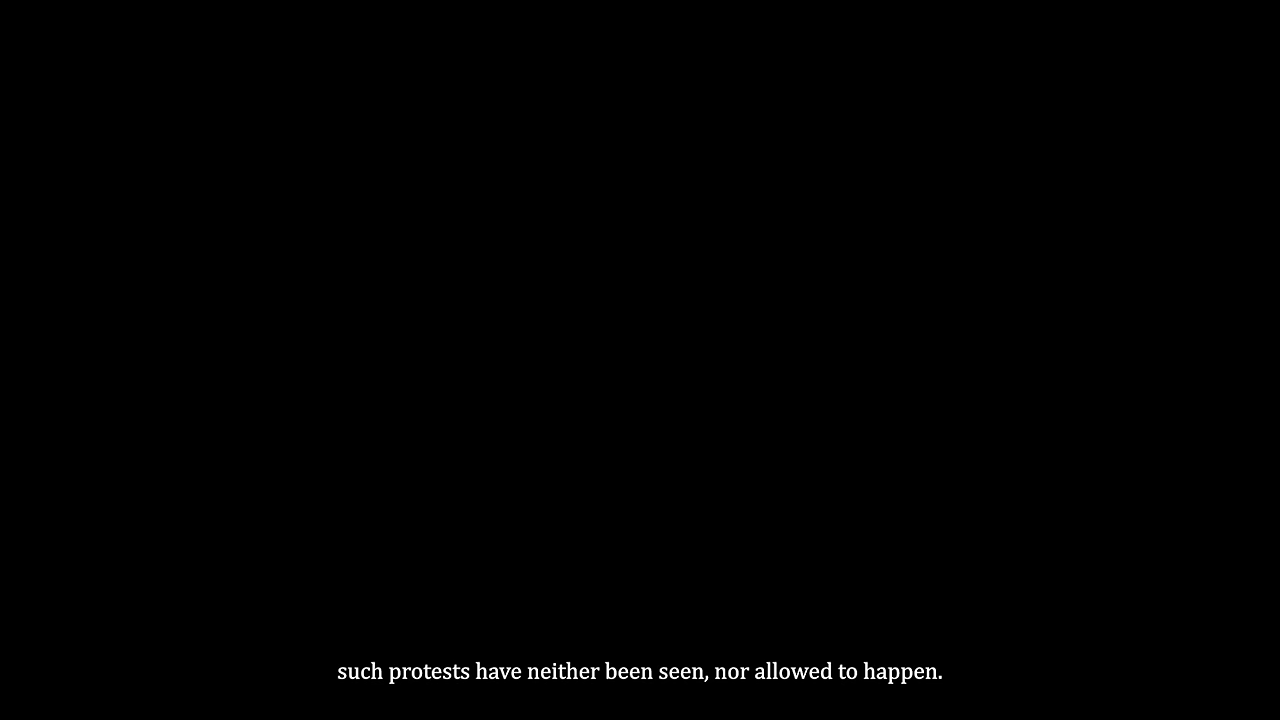 such protests have neither been seen, nor allowed to happen.